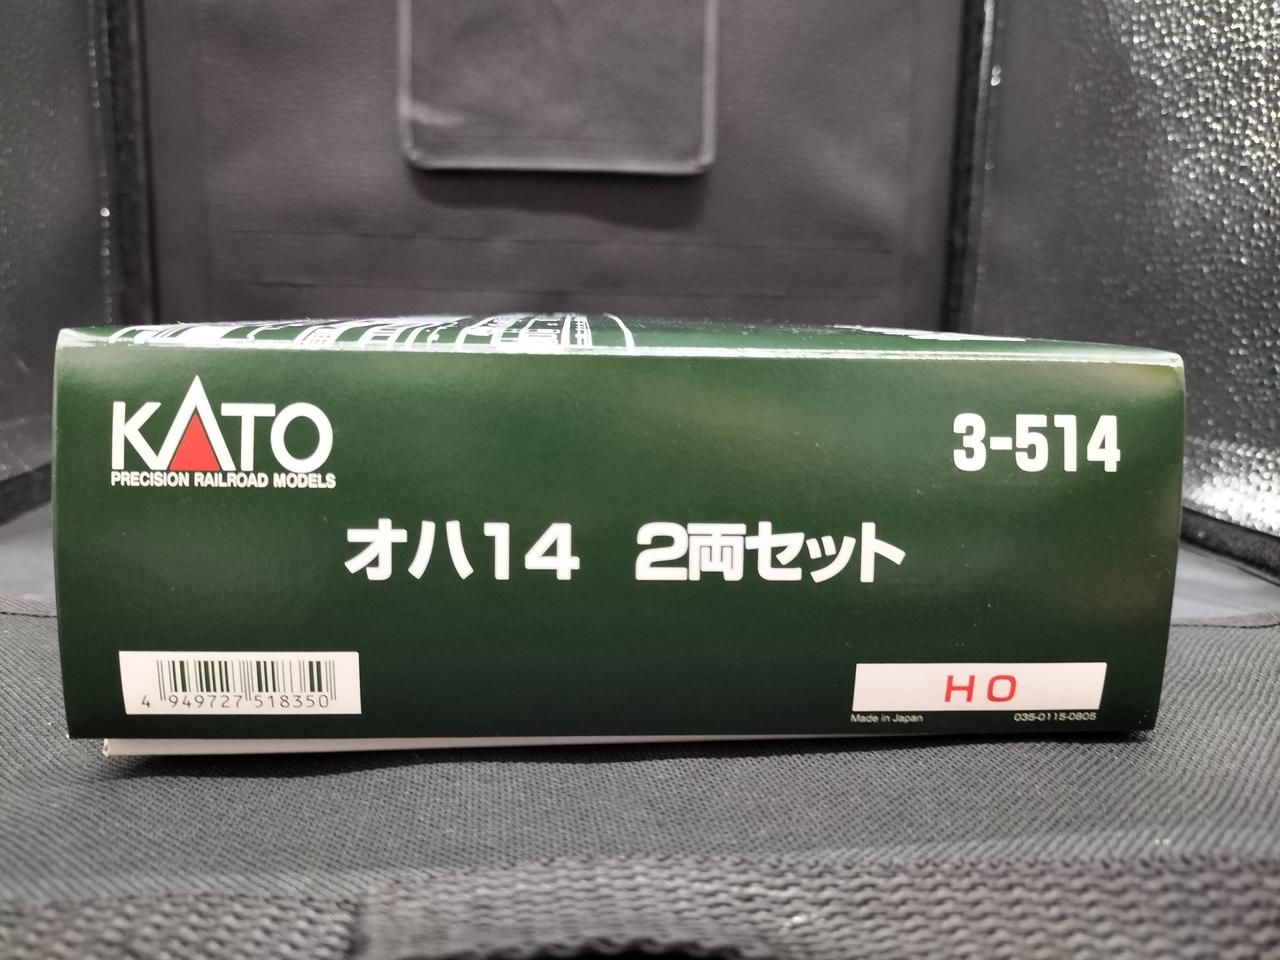 KATO
PRECISION RAILROAD MODELS
3-514
オハ14 2両セット
4 949727 518350
HO
Made in Japan
035-0115-0805